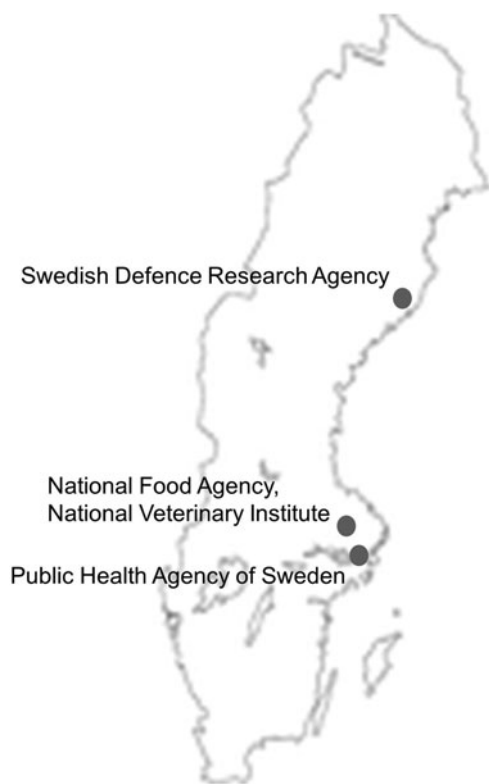 Swedish Defence Research Agency
National Food Agency,
National Veterinary Institute
Public Health Agency of Sweden